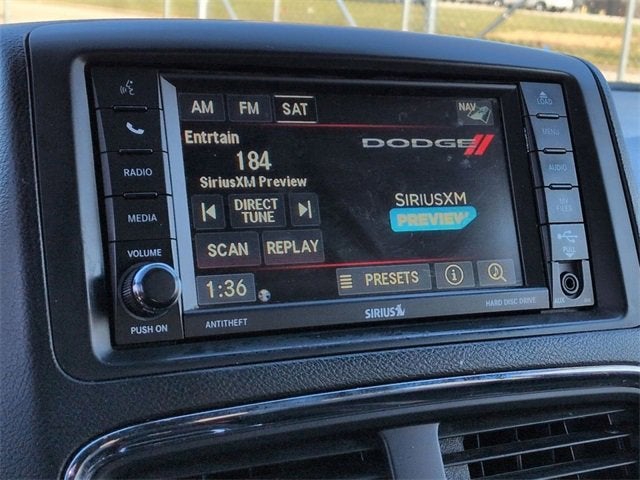 LOAD
AM FM SAT NAV
MENU
Entrtain
DODGE
RADIO
184
AUDIO
SiriusXM Preview
MEDIA
DIRECT
TUNE
SIRIUSXM
PREVIEW
MY
FILES
VOLUME
SCAN REPLAY
PULL
1:36
PRESETS
PUSH ON
ANTITHEFT
SIRIUS
HARD DISC DRIVE
AUX